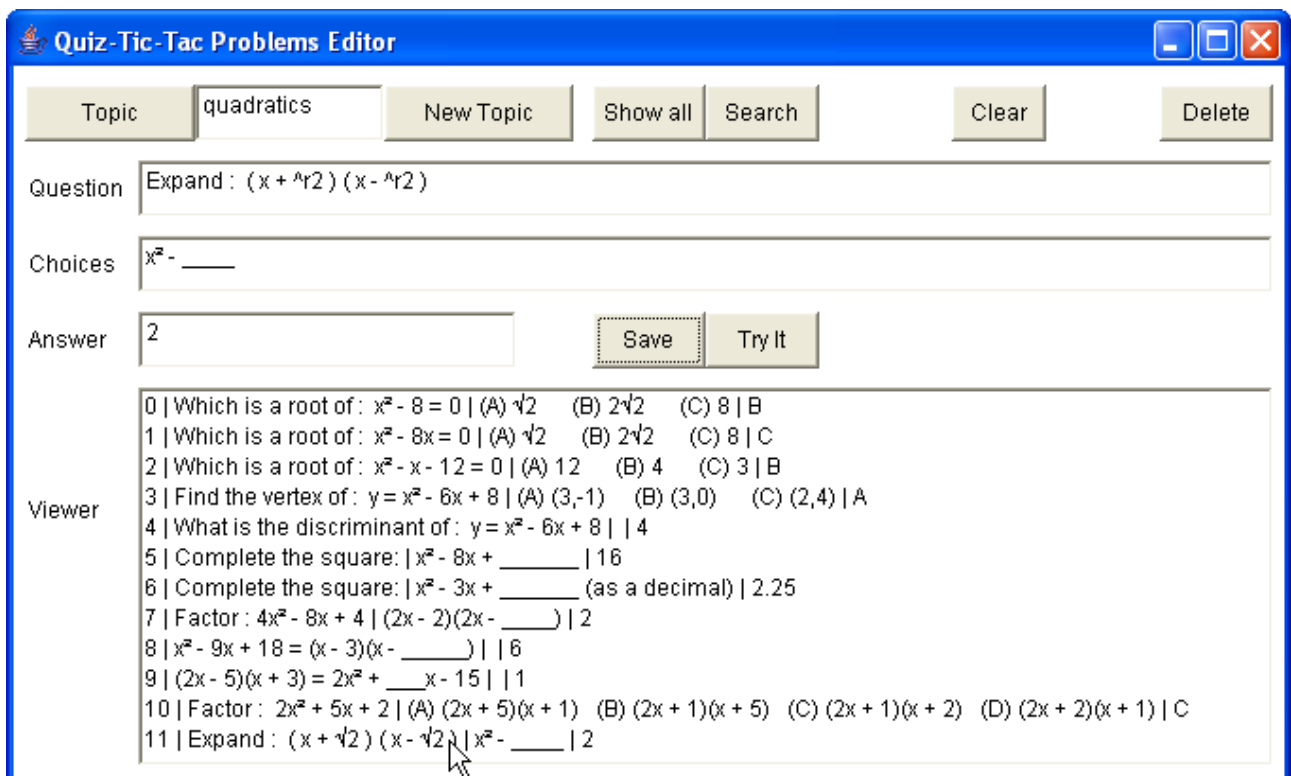 Quiz-Tic-Tac Problems Editor
Topic quadratics New Topic Show all Search Clear Delete
Question Expand : ( x + ^r2 ) ( x - ^r2 )
Choices x² - _____
Answer 2 Save Try It
Viewer
0 | Which is a root of : x² - 8 = 0 | (A) √2 (B) 2√2 (C) 8 | B
1 | Which is a root of : x² - 8x = 0 | (A) √2 (B) 2√2 (C) 8 | C
2 | Which is a root of : x² - x - 12 = 0 | (A) 12 (B) 4 (C) 3 | B
3 | Find the vertex of : y = x² - 6x + 8 | (A) (3,-1) (B) (3,0) (C) (2,4) | A
4 | What is the discriminant of : y = x² - 6x + 8 | | 4
5 | Complete the square: | x² - 8x + _______ | 16
6 | Complete the square: | x² - 3x + _______ (as a decimal) | 2.25
7 | Factor : 4x² - 8x + 4 | (2x - 2)(2x - _____) | 2
8 | x² - 9x + 18 = (x - 3)(x - ______) | | 6
9 | (2x - 5)(x + 3) = 2x² + ___x - 15 | | 1
10 | Factor : 2x² + 5x + 2 | (A) (2x + 5)(x + 1) (B) (2x + 1)(x + 5) (C) (2x + 1)(x + 2) (D) (2x + 2)(x + 1) | C
11 | Expand : ( x + √2 ) ( x - √2 ) | x² - _____ | 2